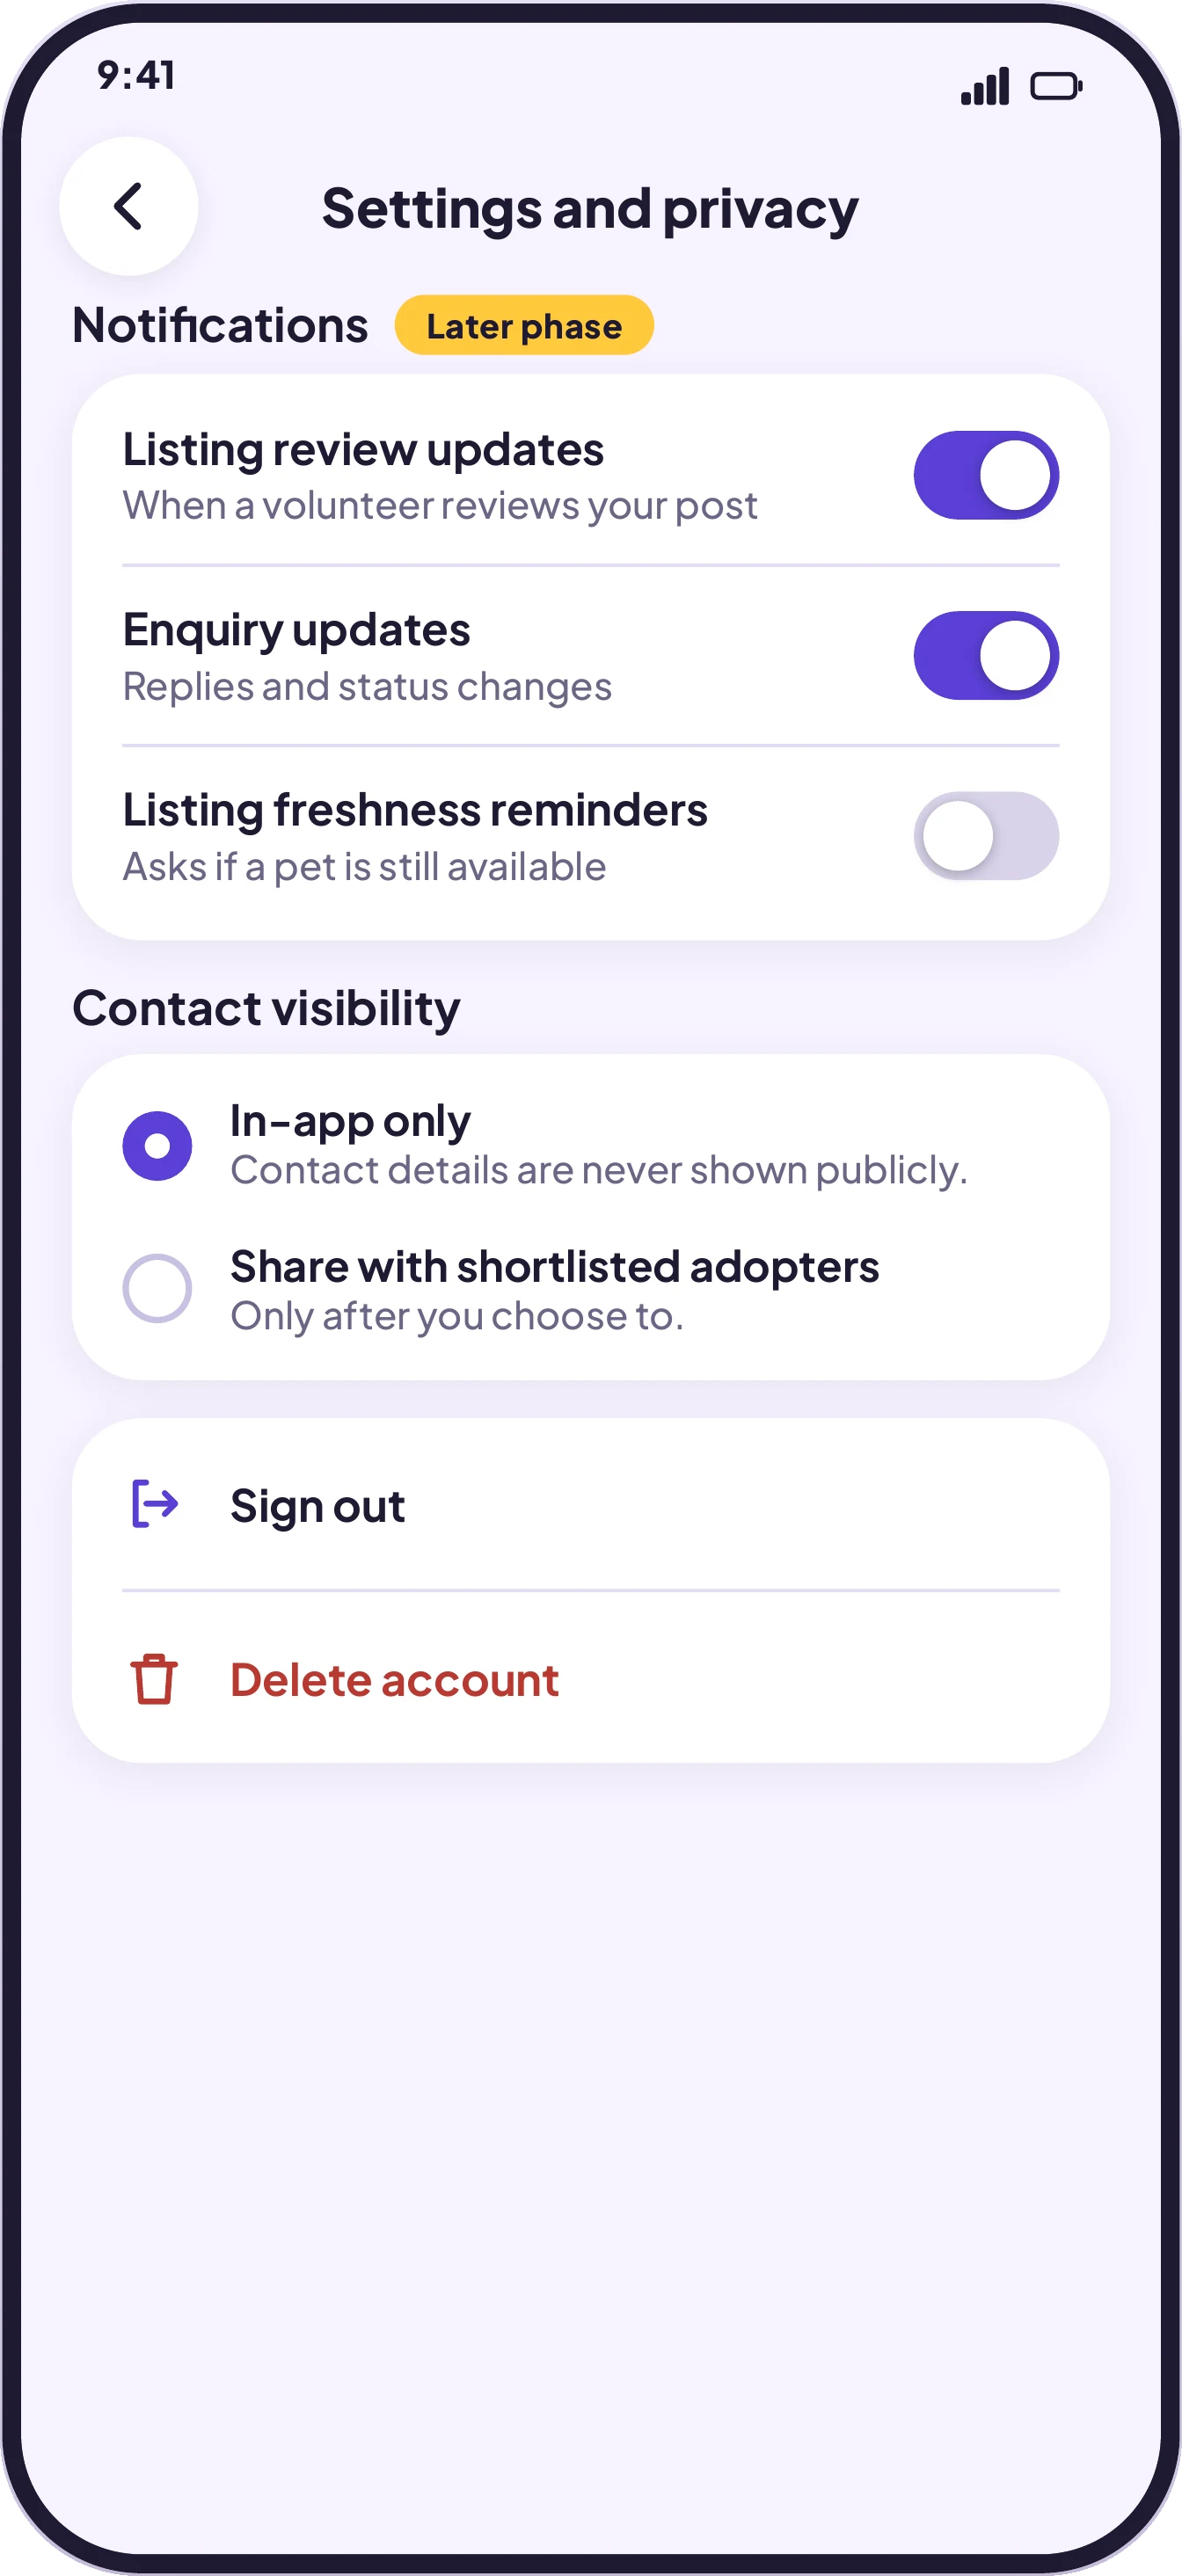 9:41
Settings and privacy
Notifications Later phase
Listing review updates
When a volunteer reviews your post
Enquiry updates
Replies and status changes
Listing freshness reminders
Asks if a pet is still available
Contact visibility
In-app only
Contact details are never shown publicly.
Share with shortlisted adopters
Only after you choose to.
Sign out
Delete account